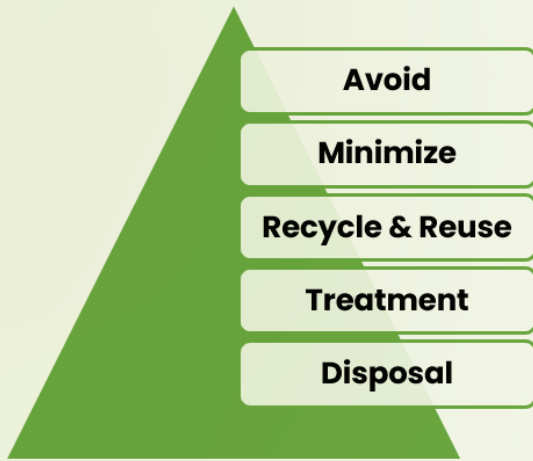 Avoid
Minimize
Recycle & Reuse
Treatment
Disposal